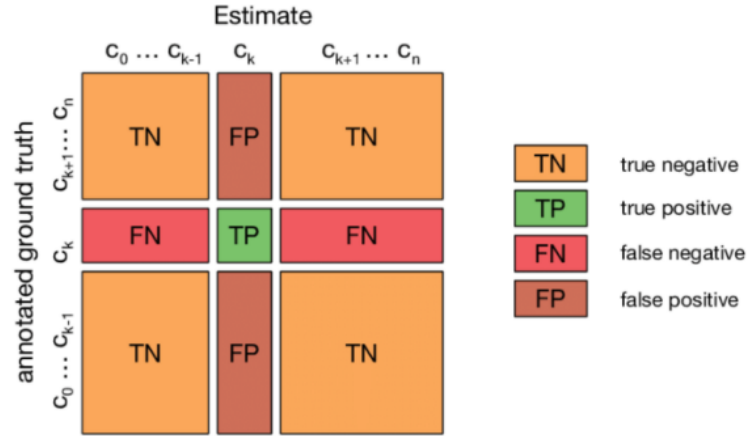 Estimate
c0 ... ck-1 ck ck+1 ... cn
annotated ground truth
ck+1... cn
TN FP TN
ck
FN TP FN
c0 ... ck-1
TN FP TN
TN true negative
TP true positive
FN false negative
FP false positive